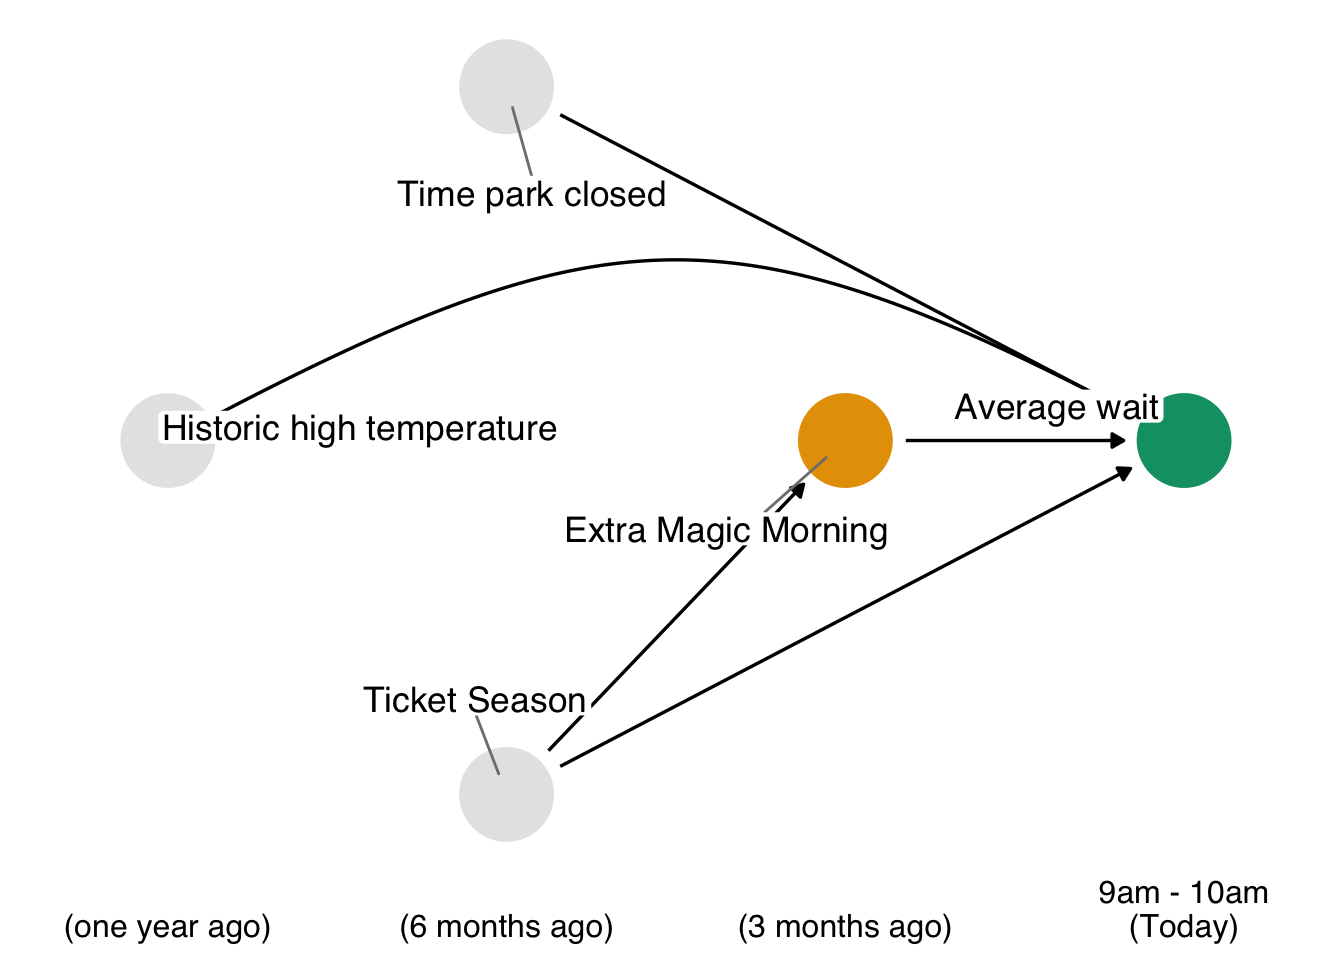 Time park closed
Historic high temperature
Average wait
Extra Magic Morning
Ticket Season
(one year ago)
(6 months ago)
(3 months ago)
9am - 10am
(Today)